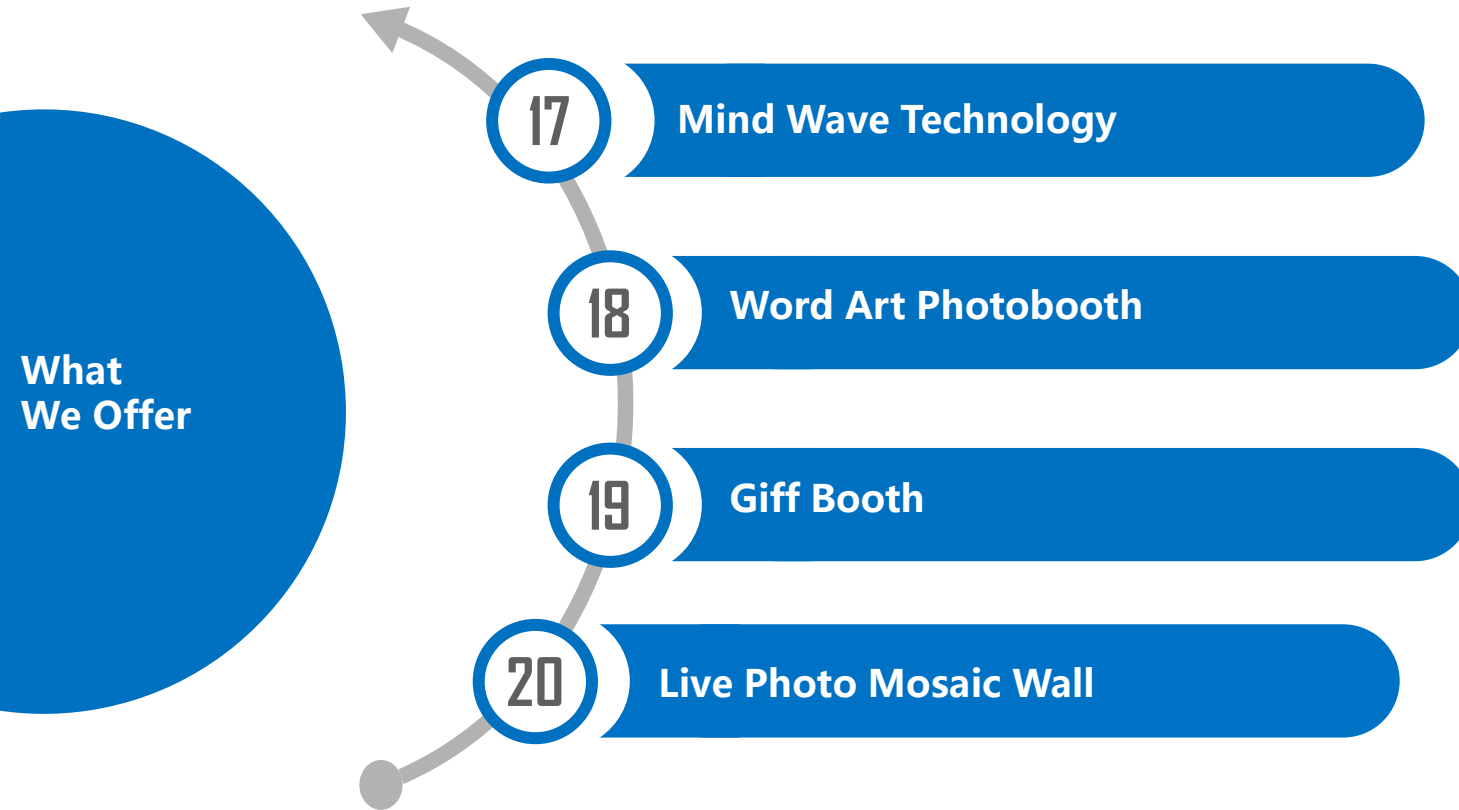 What
We Offer
17
Mind Wave Technology
18
Word Art Photobooth
19
Giff Booth
20
Live Photo Mosaic Wall